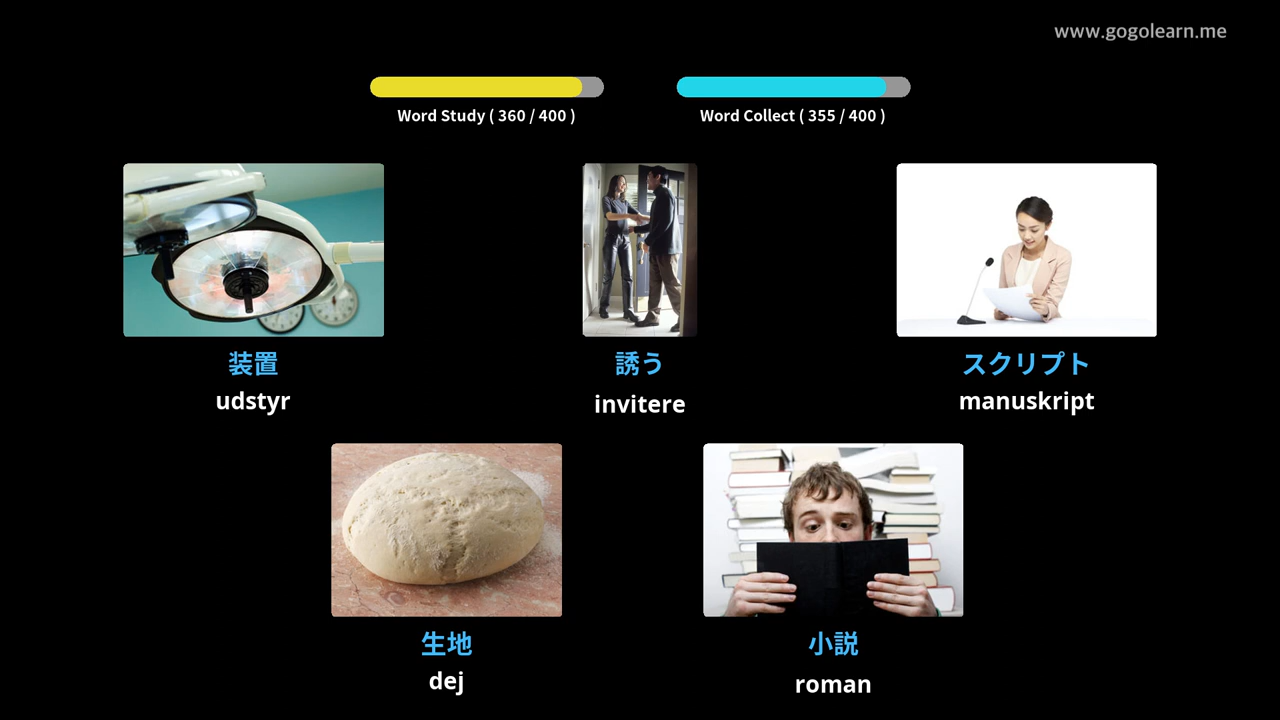 www.gogolearn.me
Word Study ( 360 / 400 )
Word Collect ( 355 / 400 )
装置
udstyr
誘う
invitere
スクリプト
manuskript
生地
dej
小説
roman